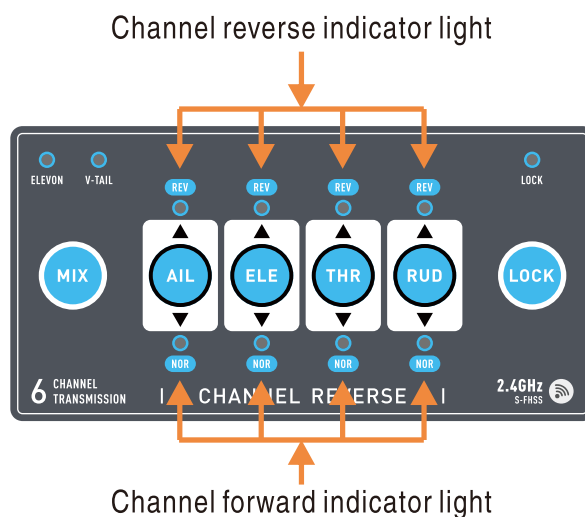 Channel reverse indicator light
ELEVON V-TAIL LOCK
REV REV REV REV
MIX AIL ELE THR RUD LOCK
NOR NOR NOR NOR
6 CHANNEL TRANSMISSION
CHANNEL REVERSE
2.4GHz
S-FHSS
Channel forward indicator light